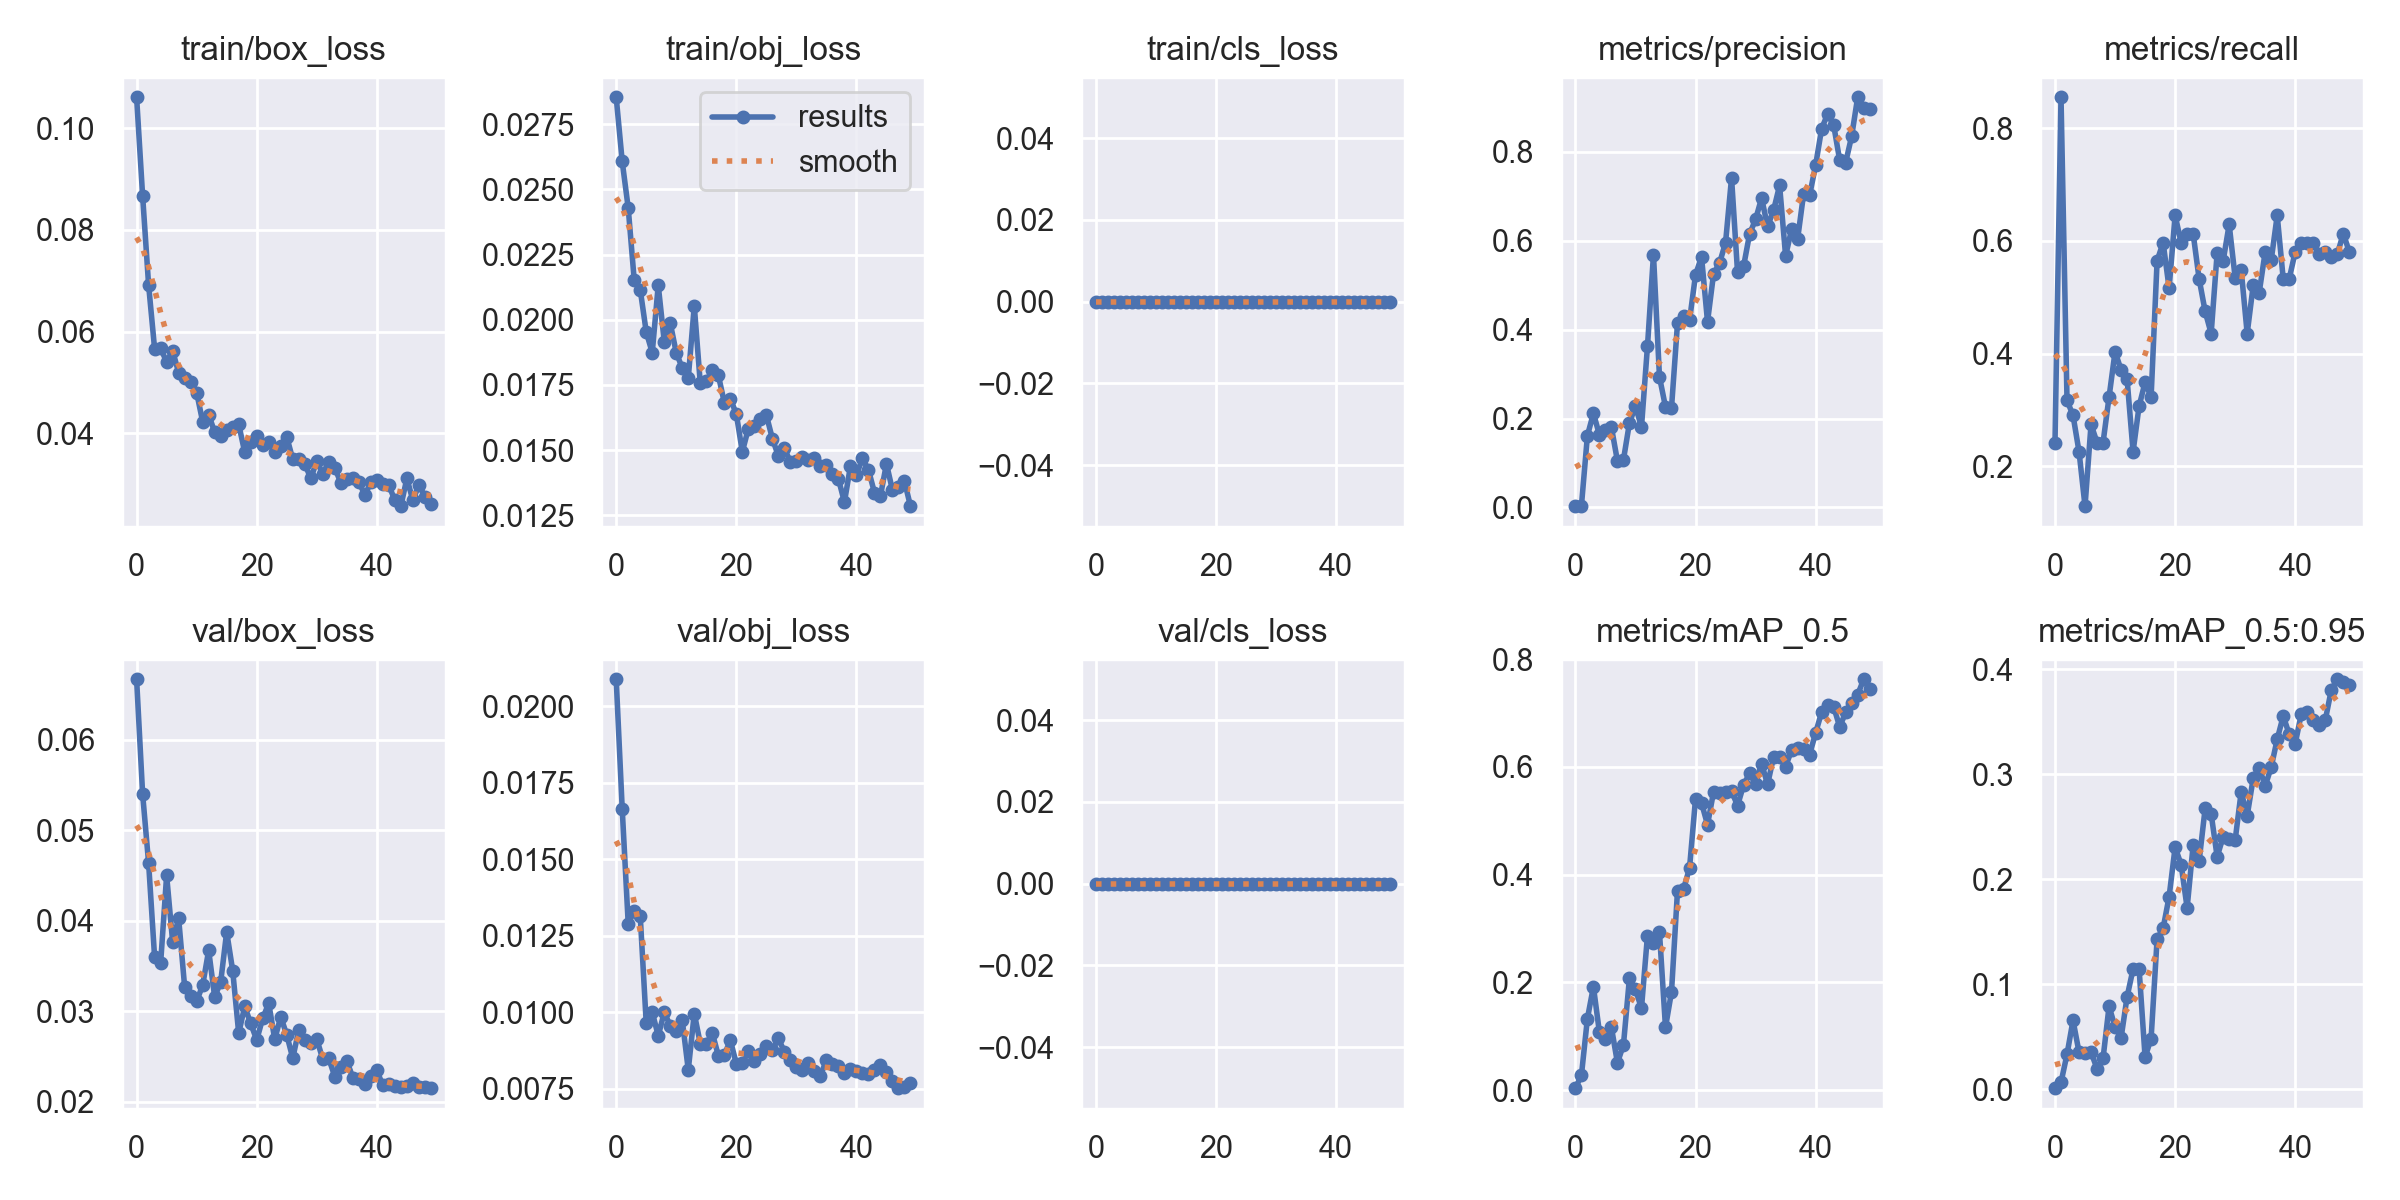 train/box_loss
train/obj_loss
train/cls_loss
metrics/precision
metrics/recall
0.10
0.08
0.06
0.04
0 20 40
results
smooth
0.0275
0.0250
0.0225
0.0200
0.0175
0.0150
0.0125
0 20 40
0.04
0.02
0.00
−0.02
−0.04
0 20 40
0.8
0.6
0.4
0.2
0.0
0 20 40
0.8
0.6
0.4
0.2
0 20 40
val/box_loss
val/obj_loss
val/cls_loss
metrics/mAP_0.5
metrics/mAP_0.5:0.95
0.06
0.05
0.04
0.03
0.02
0 20 40
0.0200
0.0175
0.0150
0.0125
0.0100
0.0075
0 20 40
0.04
0.02
0.00
−0.02
−0.04
0 20 40
0.8
0.6
0.4
0.2
0.0
0 20 40
0.4
0.3
0.2
0.1
0.0
0 20 40